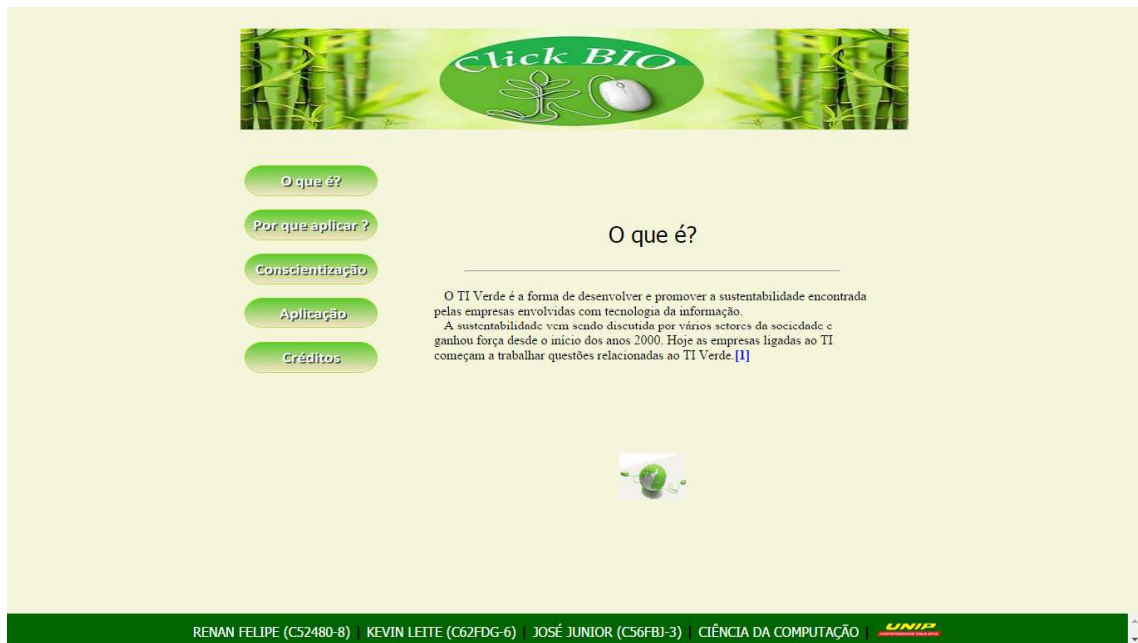 Click BIO
O que é?
Por que aplicar ?
Conscientização
Aplicação
Créditos
O que é?
O TI Verde é a forma de desenvolver e promover a sustentabilidade encontrada
pelas empresas envolvidas com tecnologia da informação.
A sustentabilidade vem sendo discutida por vários setores da sociedade e
ganhou força desde o início dos anos 2000. Hoje as empresas ligadas ao TI
começam a trabalhar questões relacionadas ao TI Verde.[1]
RENAN FELIPE (C52480-8) | KEVIN LEITE (C62FDG-6) | JOSÉ JUNIOR (C56FBJ-3) | CIÊNCIA DA COMPUTAÇÃO | UNIP
UNIVERSIDADE PAULISTA